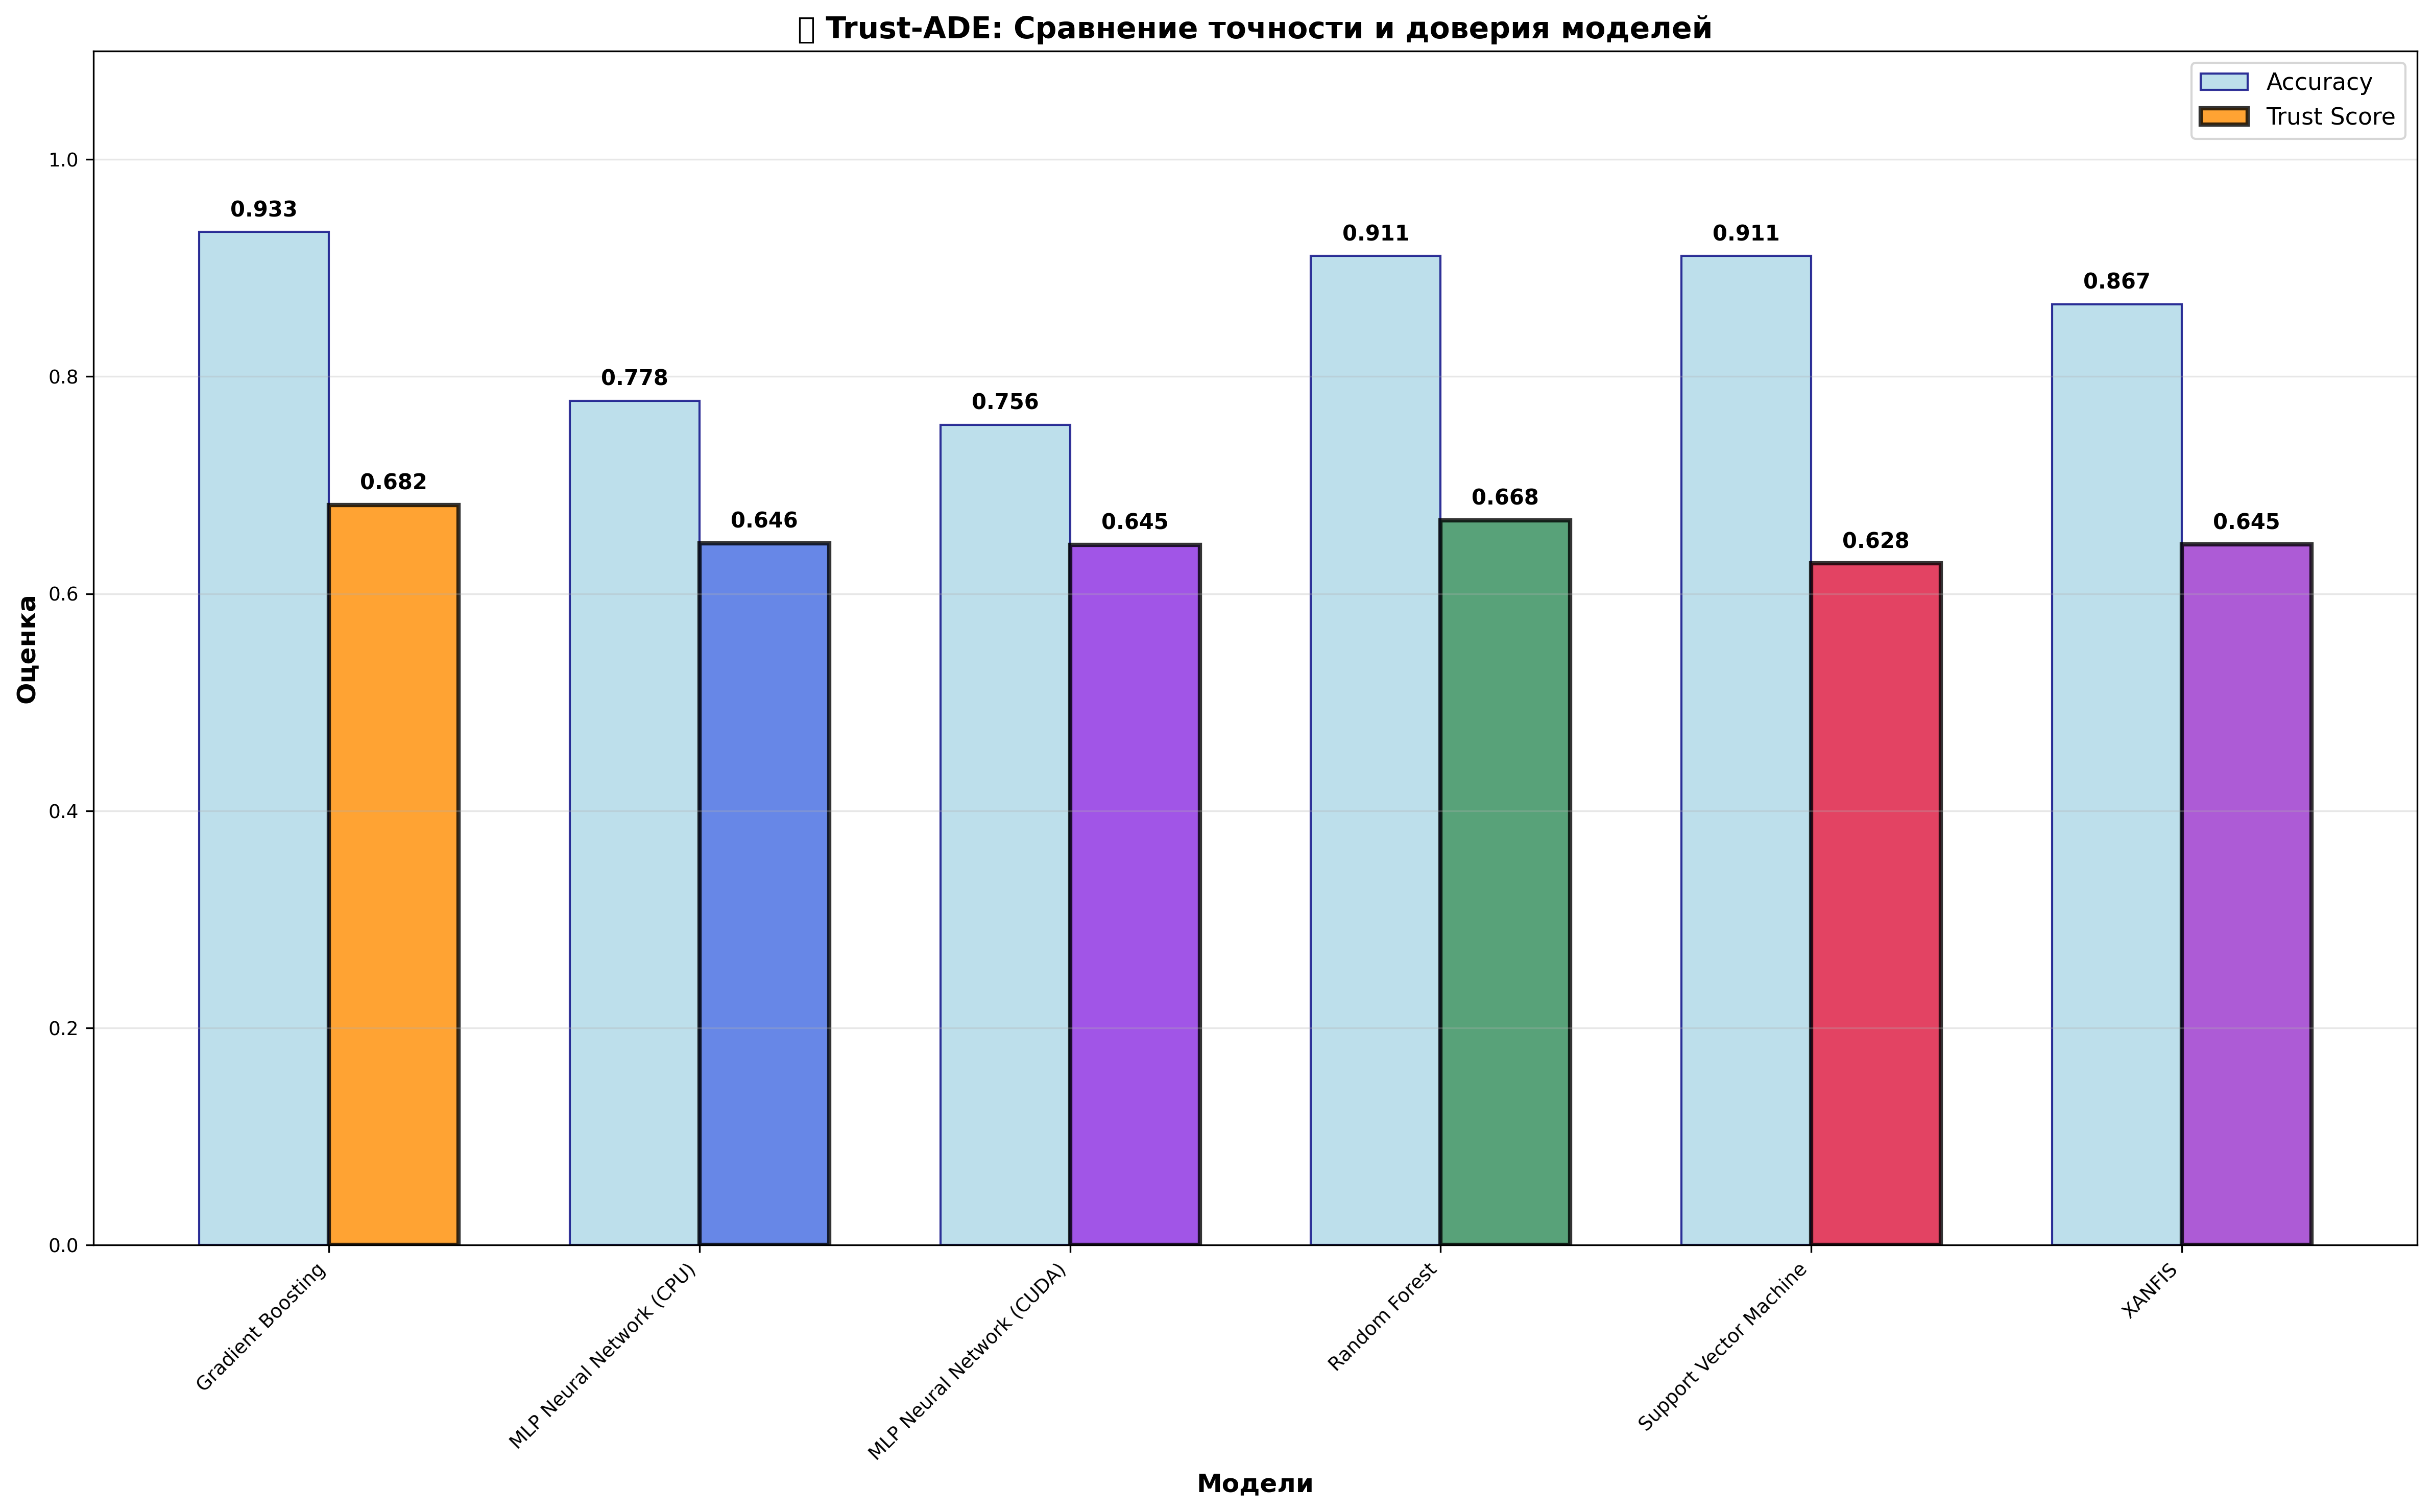 Trust-ADE: Сравнение точности и доверия моделей
Accuracy
Trust Score
Оценка
1.0
0.8
0.6
0.4
0.2
0.0
0.933
0.682
0.778
0.646
0.756
0.645
0.911
0.668
0.911
0.628
0.867
0.645
Gradient Boosting
MLP Neural Network (CPU)
MLP Neural Network (CUDA)
Random Forest
Support Vector Machine
XANFIS
Модели